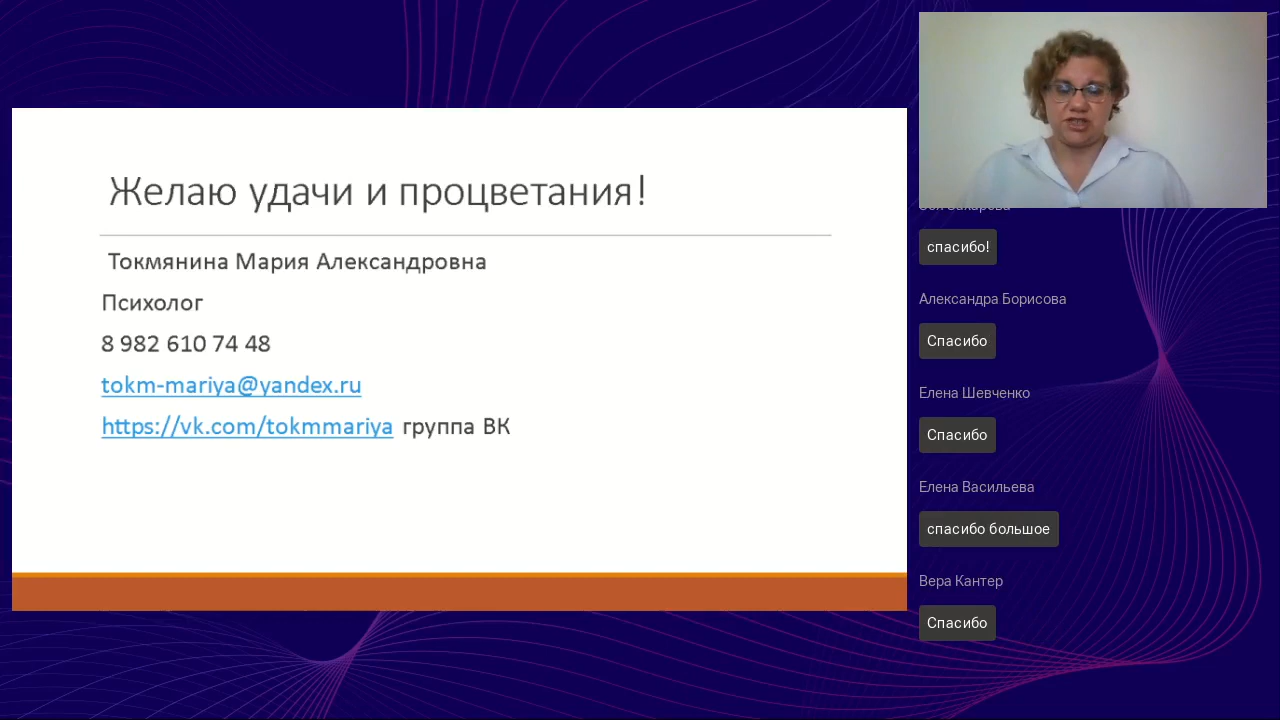 Желаю удачи и процветания!
Токмянина Мария Александровна
Психолог
8 982 610 74 48
tokm-mariya@yandex.ru
https://vk.com/tokmmariya группа ВК
спасибо!
Александра Борисова
Спасибо
Елена Шевченко
Спасибо
Елена Васильева
спасибо большое
Вера Кантер
Спасибо